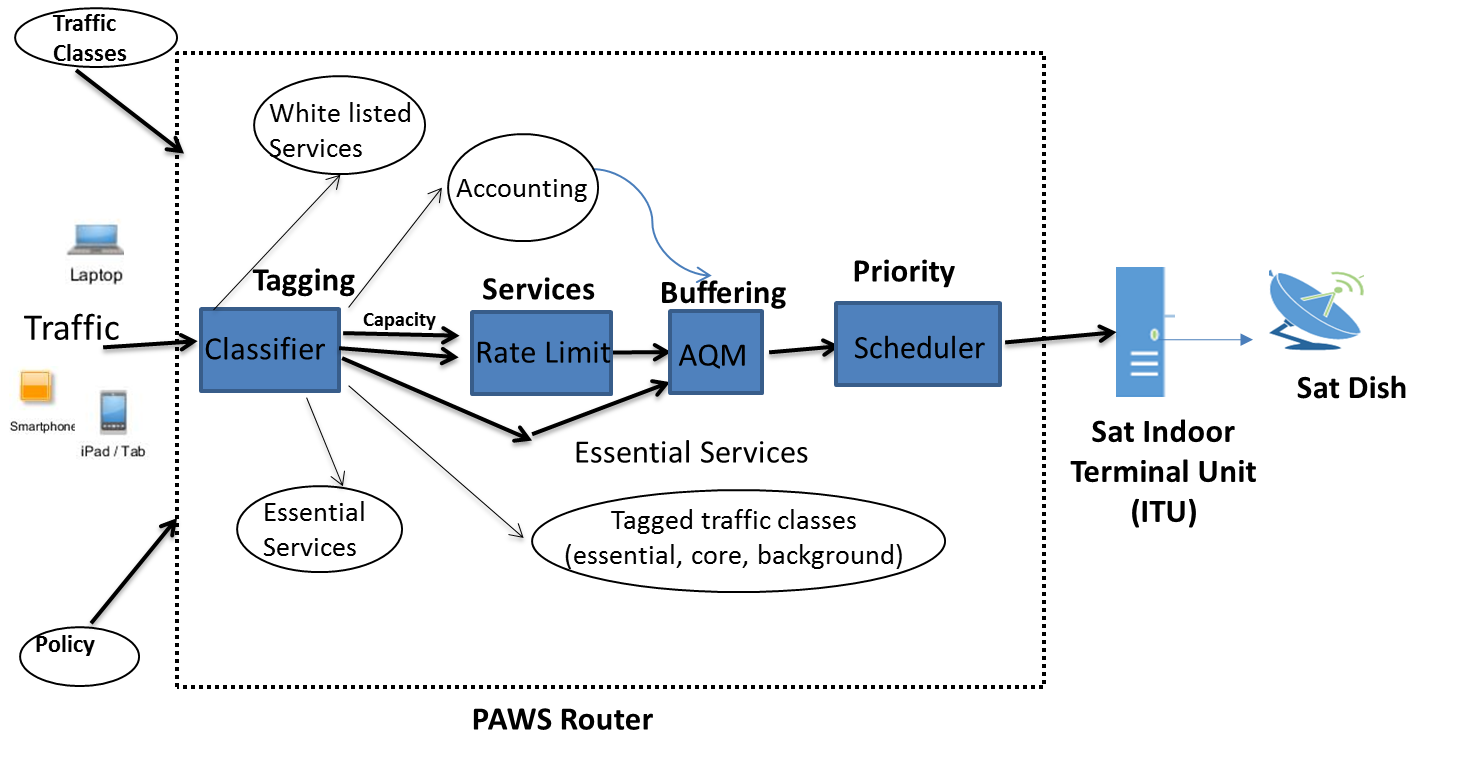 Traffic
Classes
White listed
Services
Accounting
Laptop
Tagging
Services
Buffering
Priority
Traffic
Capacity
Classifier
Rate Limit
AQM
Scheduler
Smartphone
iPad / Tab
Sat Dish
Sat Indoor
Terminal Unit
(ITU)
Essential Services
Essential
Services
Tagged traffic classes
(essential, core, background)
Policy
PAWS Router